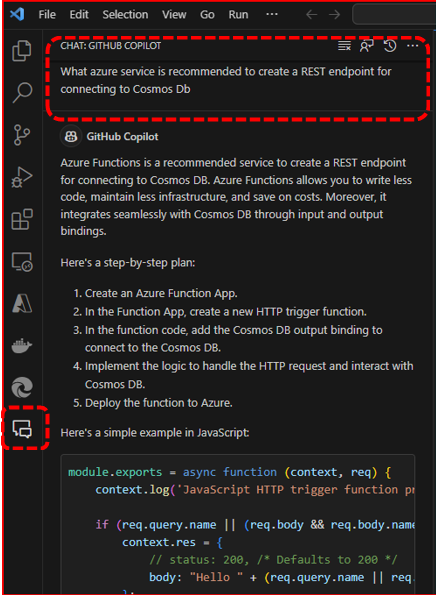 File Edit Selection View Go Run ···
CHAT: GITHUB COPILOT
What azure service is recommended to create a REST endpoint for
connecting to Cosmos Db
GitHub Copilot
Azure Functions is a recommended service to create a REST endpoint
for connecting to Cosmos DB. Azure Functions allows you to write less
code, maintain less infrastructure, and save on costs. Moreover, it
integrates seamlessly with Cosmos DB through input and output
bindings.
Here's a step-by-step plan:
1. Create an Azure Function App.
2. In the Function App, create a new HTTP trigger function.
3. In the function code, add the Cosmos DB output binding to
connect to the Cosmos DB.
4. Implement the logic to handle the HTTP request and interact with
Cosmos DB.
5. Deploy the function to Azure.
Here's a simple example in JavaScript:
module.exports = async function (context, req) {
context.log('JavaScript HTTP trigger function pr
if (req.query.name || (req.body && req.body.name
context.res = {
// status: 200, /* Defaults to 200 */
body: "Hello " + (req.query.name || req.
};